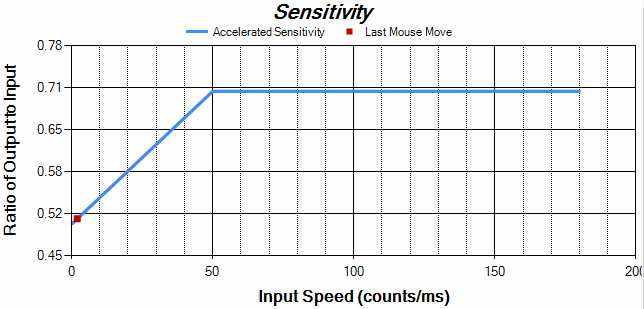 Sensitivity
Accelerated Sensitivity Last Mouse Move
Ratio of Output to Input
0.78
0.71
0.65
0.58
0.52
0.45
0 50 100 150 200
Input Speed (counts/ms)